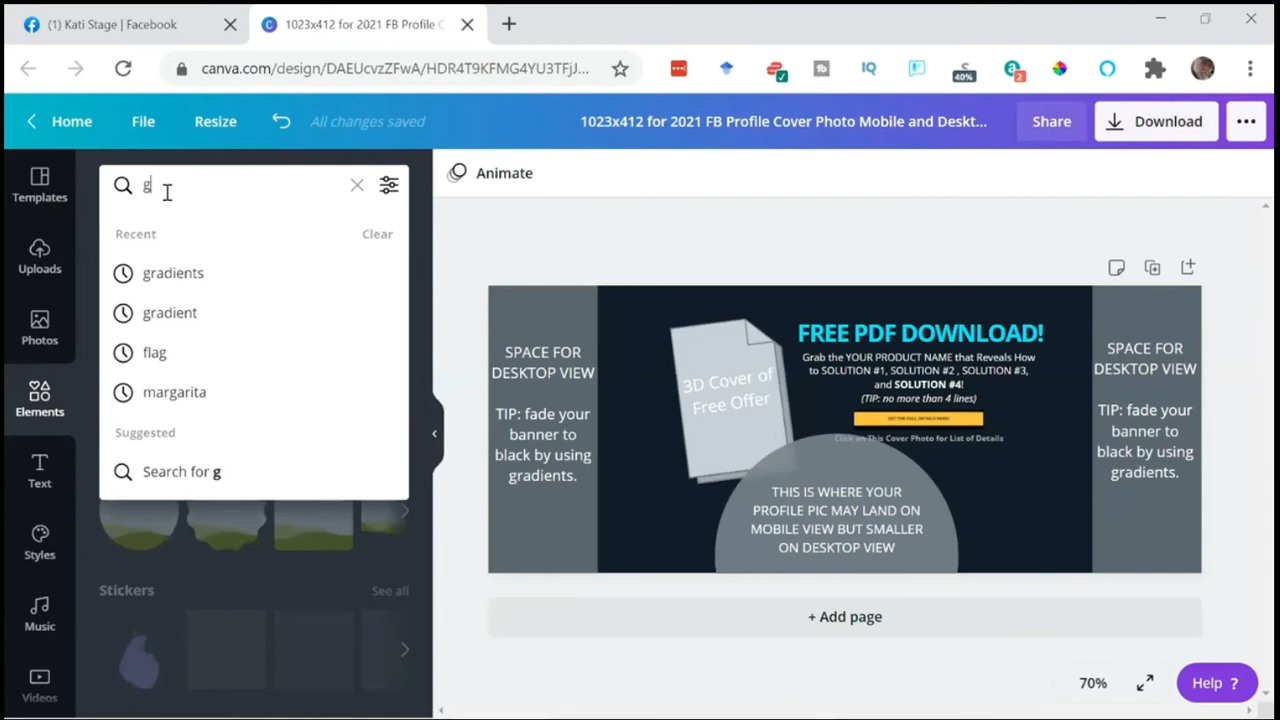 (1) Kati Stage | Facebook
1023x412 for 2021 FB Profile C
canva.com/design/DAEUcvzZFwA/HDR4T9KFMG4YU3TFjJ...
40%
2
Home
File
Resize
All changes saved
1023x412 for 2021 FB Profile Cover Photo Mobile and Deskt...
Share
Download
Templates
Uploads
Photos
Elements
Text
Styles
Music
Videos
g
Recent
Clear
gradients
gradient
flag
margarita
Suggested
Search for g
Stickers
See all
Animate
SPACE FOR
DESKTOP VIEW
TIP: fade your
banner to
black by using
gradients.
3D Cover of
Free Offer
FREE PDF DOWNLOAD!
Grab the YOUR PRODUCT NAME that Reveals How
to SOLUTION #1, SOLUTION #2 , SOLUTION #3,
and SOLUTION #4!
(TIP: no more than 4 lines)
GET THE FULL DETAILS HERE!
Click on This Cover Photo for List of Details
THIS IS WHERE YOUR
PROFILE PIC MAY LAND ON
MOBILE VIEW BUT SMALLER
ON DESKTOP VIEW
SPACE FOR
DESKTOP VIEW
TIP: fade your
banner to
black by using
gradients.
+ Add page
70%
Help ?